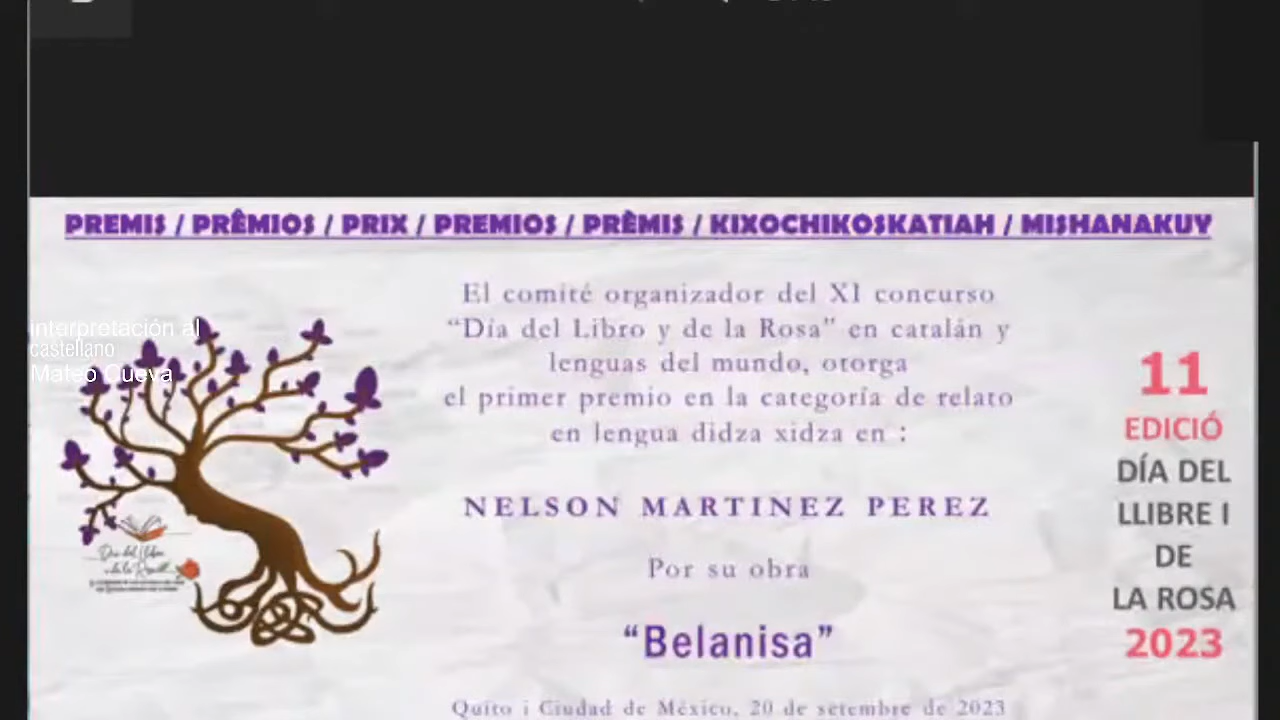 PREMIS / PRÊMIOS / PRIX / PREMIOS / PRÈMIS / KIXOCHIKOSKATIAH / MISHANAKUY
El comité organizador del XI concurso
“Día del Libro y de la Rosa” en catalán y
lenguas del mundo, otorga
el primer premio en la categoría de relato
en lengua didza xidza en :
NELSON MARTINEZ PEREZ
Por su obra
“Belanisa”
Quito i Ciudad de México, 20 de setembre de 2023
interpretación al
castellano
Mateo Cueva
11
EDICIÓ
DÍA DEL
LLIBRE I
DE
LA ROSA
2023